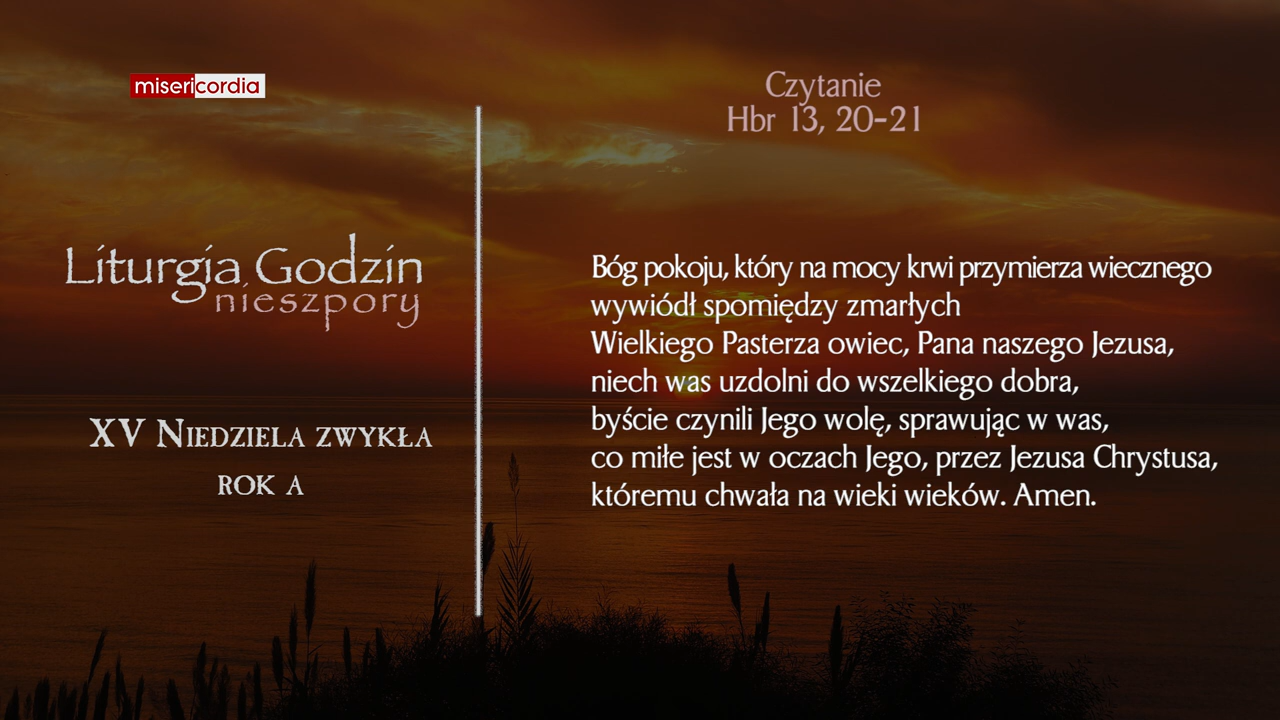 misericordia
Liturgia Godzin
nieszpory
XV Niedziela zwykła
rok A
Czytanie
Hbr 13, 20-21
Bóg pokoju, który na mocy krwi przymierza wiecznego
wywiódł spomiędzy zmarłych
Wielkiego Pasterza owiec, Pana naszego Jezusa,
niech was uzdolni do wszelkiego dobra,
byście czynili Jego wolę, sprawując w was,
co miłe jest w oczach Jego, przez Jezusa Chrystusa,
któremu chwała na wieki wieków. Amen.